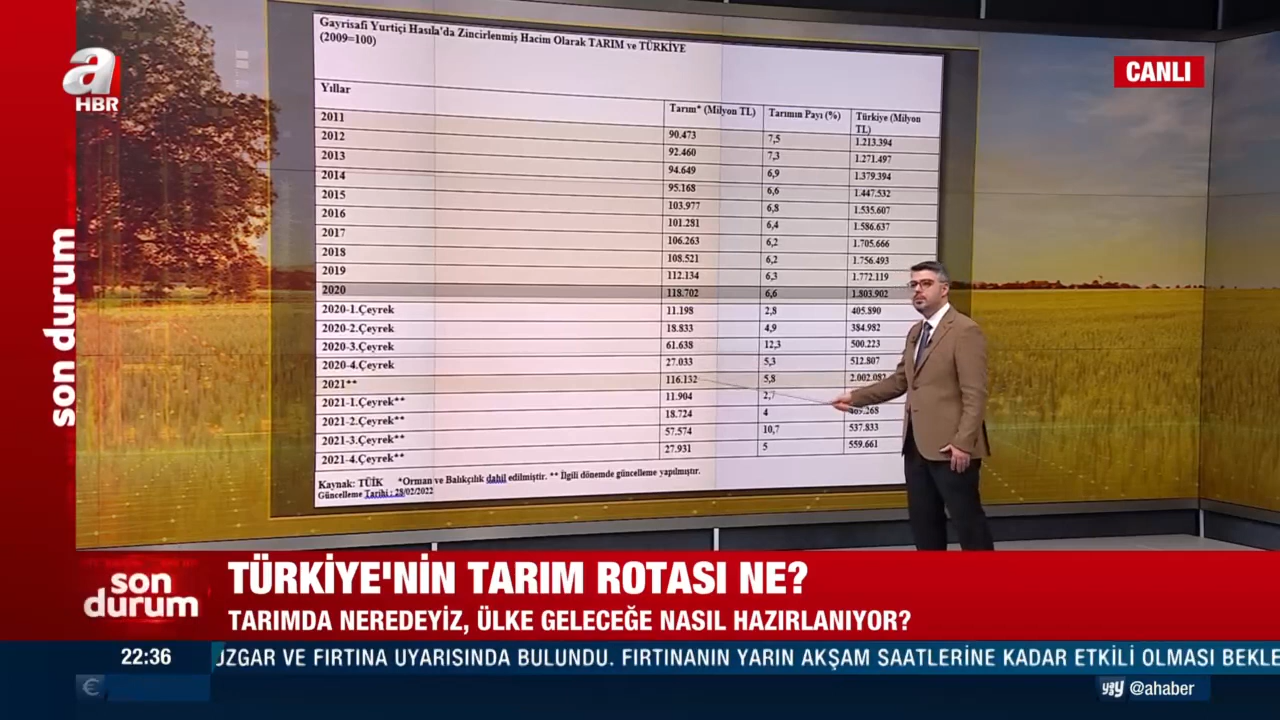 a
HBR
CANLI
son durum
Gayrisafi Yurtiçi Hasıla'da Zincirlenmiş Hacim Olarak TARIM ve TÜRKİYE
(2009=100)
Yıllar Tarım* (Milyon TL) Tarımın Payı (%) Türkiye (Milyon TL)
2011 90.473 7,5 1.213.394
2012 92.460 7,3 1.271.497
2013 94.649 6,9 1.379.394
2014 95.168 6,6 1.447.532
2015 103.977 6,8 1.535.607
2016 101.281 6,4 1.586.637
2017 106.263 6,2 1.705.666
2018 108.521 6,2 1.756.493
2019 112.134 6,3 1.772.119
2020 118.702 6,6 1.803.902
2020-1.Çeyrek 11.198 2,8 405.890
2020-2.Çeyrek 18.833 4,9 384.982
2020-3.Çeyrek 61.638 12,3 500.223
2020-4.Çeyrek 27.033 5,3 512.807
2021** 116.132 5,8
2021-1.Çeyrek** 11.904 2,7
2021-2.Çeyrek** 18.724 4
2021-3.Çeyrek** 57.574 10,7 537.833
2021-4.Çeyrek** 27.931 5 559.661
Kaynak: TÜİK *Orman ve Balıkçılık dahil edilmiştir. ** İlgili dönemde güncelleme yapılmıştır.
Güncelleme Tarihi : 28/02/2022
son durum
TÜRKİYE'NİN TARIM ROTASI NE?
TARIMDA NEREDEYİZ, ÜLKE GELECEĞE NASIL HAZIRLANIYOR?
22:36 ÜZGAR VE FIRTINA UYARISINDA BULUNDU. FIRTINANIN YARIN AKŞAM SAATLERİNE KADAR ETKİLİ OLMASI BEKLE
€
@ahaber